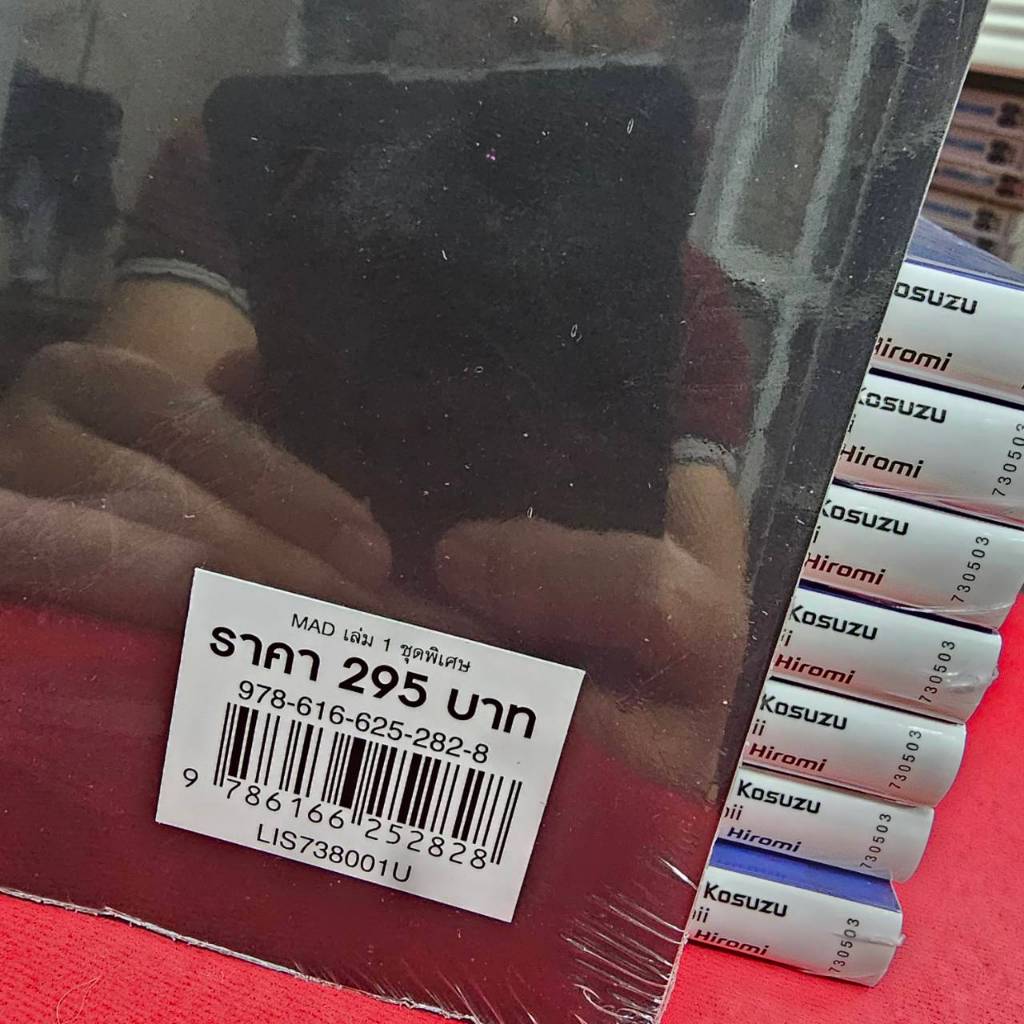 MAD เล่ม 1 ชุดพิเศษ
ราคา 295 บาท
978-616-625-282-8
9 786166 252828
LIS738001U
Hiromi
Kosuzu
Hiromi
730503
Kosuzu
Hiromi
730503
Kosuzu
Hiromi
730503
Kosuzu
Hiromi
730503
Kosuzu
Hiromi
730503
Kosuzu
Hiromi
730503